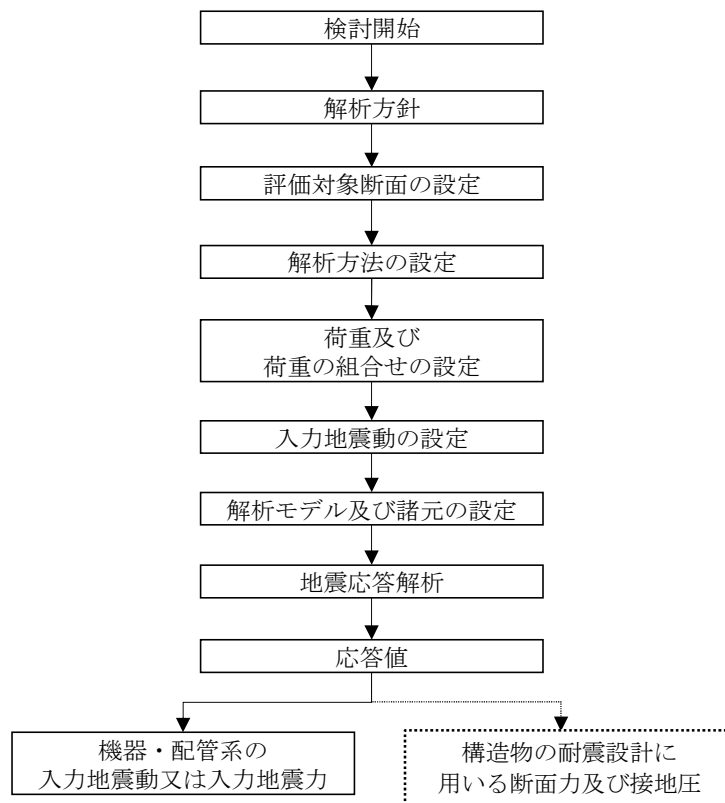 検討開始
解析方針
評価対象断面の設定
解析方法の設定
荷重及び
荷重の組合せの設定
入力地震動の設定
解析モデル及び諸元の設定
地震応答解析
応答値
機器・配管系の
入力地震動又は入力地震力
構造物の耐震設計に
用いる断面力及び接地圧